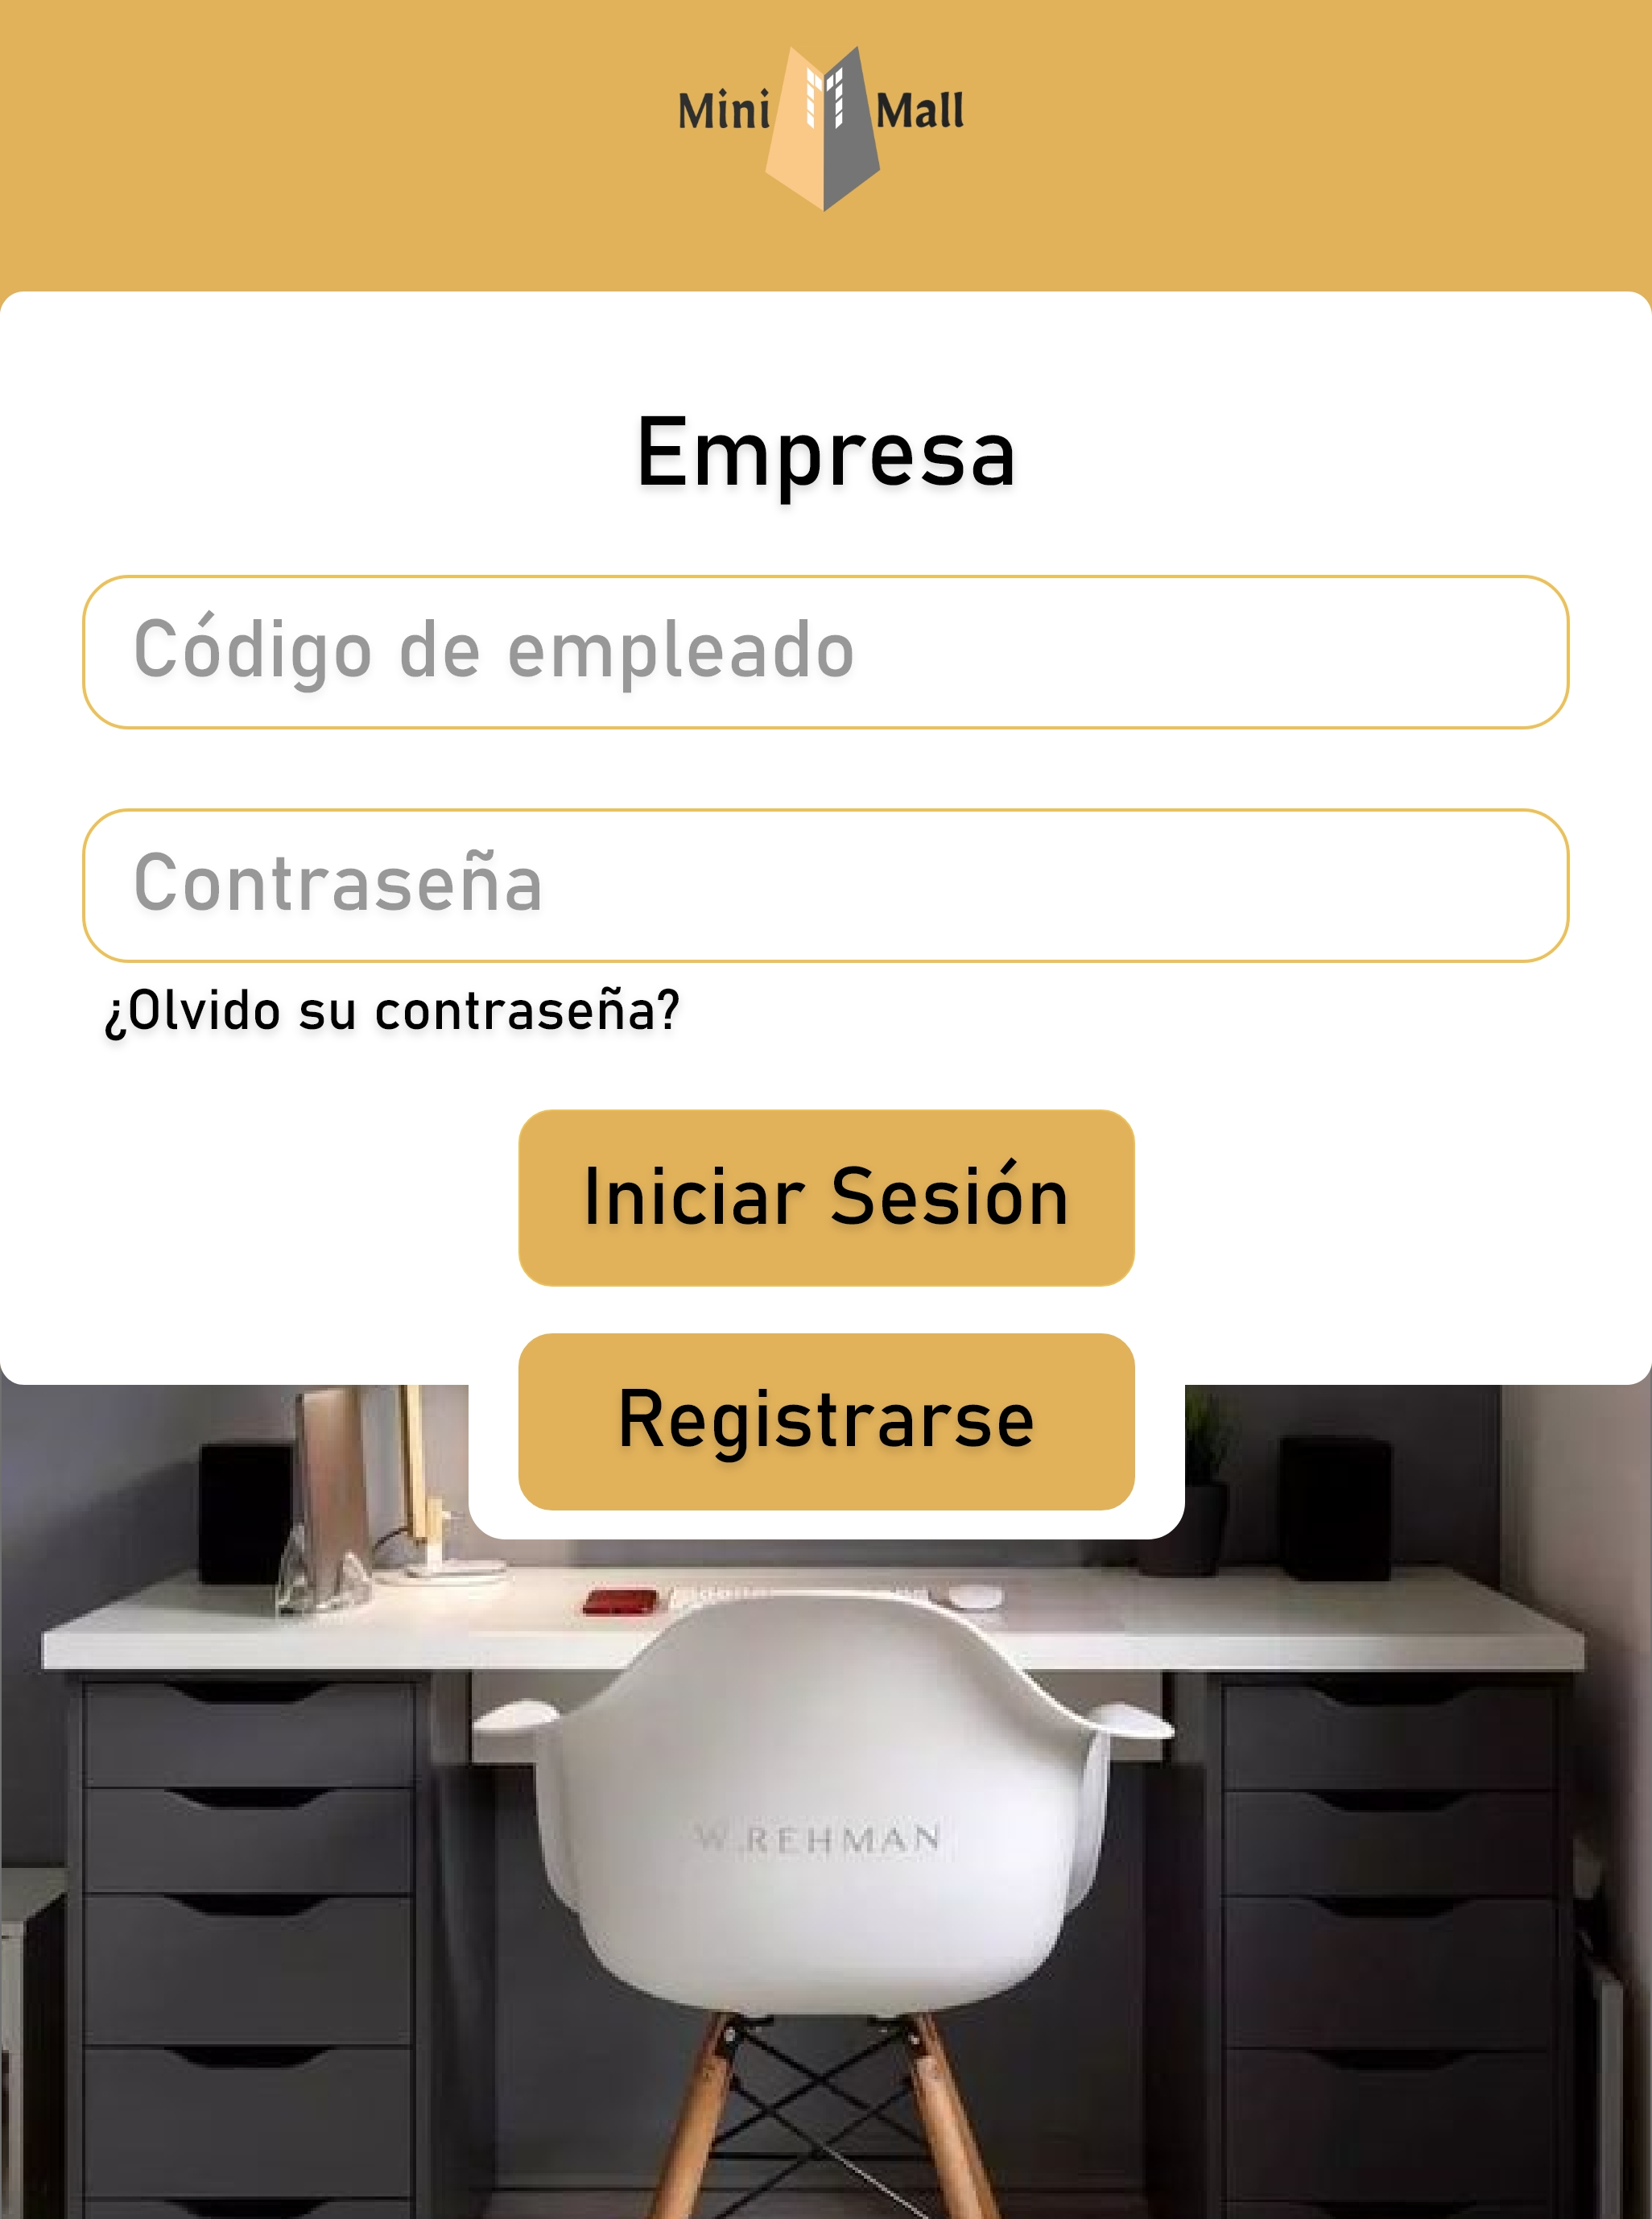 Mini Mall
Empresa
Código de empleado
Contraseña
¿Olvido su contraseña?
Iniciar Sesión
Registrarse
W.REHMAN